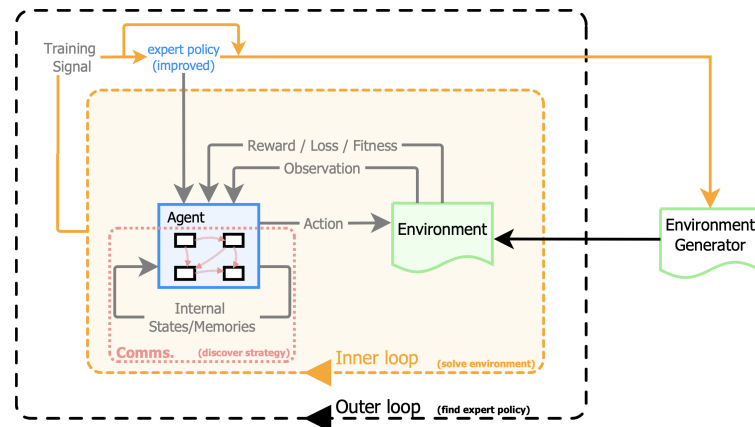 Training
Signal
expert policy
(improved)
Reward / Loss / Fitness
Observation
Agent
Action
Environment
Environment
Generator
Internal
States/Memories
Comms. (discover strategy)
Inner loop (solve environment)
Outer loop (find expert policy)